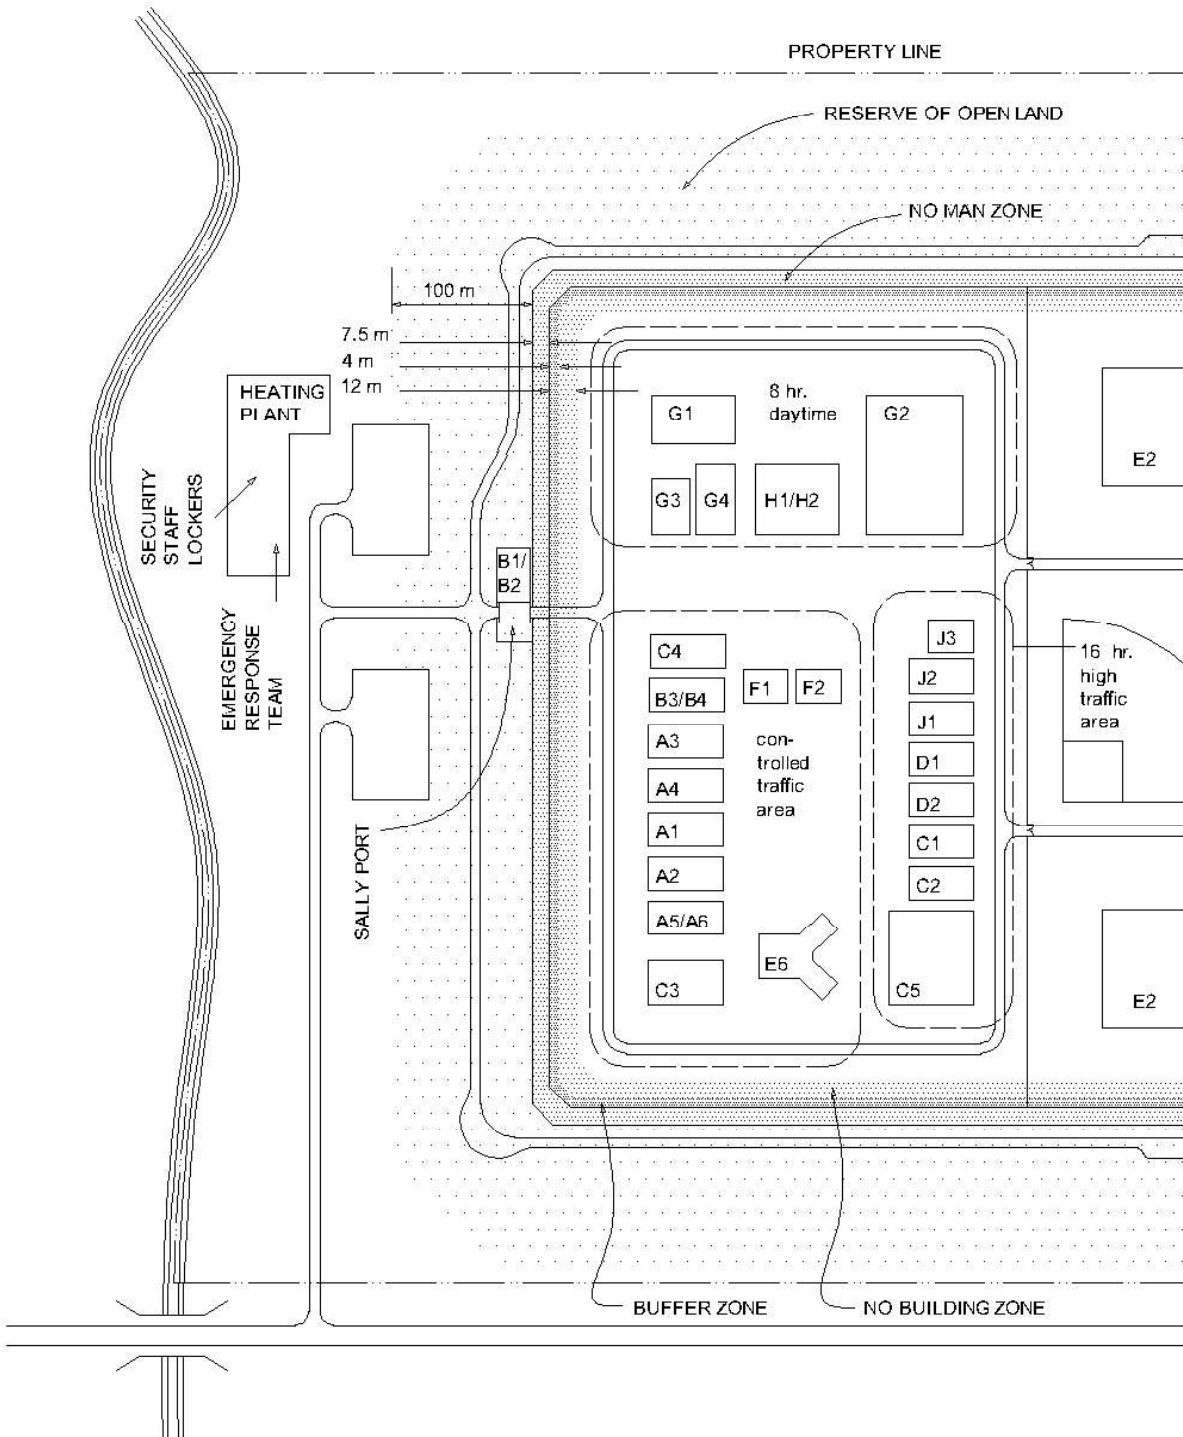 PROPERTY LINE
RESERVE OF OPEN LAND
NO MAN ZONE
100 m
7.5 m
4 m
12 m
HEATING
PLANT
8 hr.
daytime
G1
G2
E2
G3
G4
H1/H2
SECURITY
STAFF
LOCKERS
B1/
B2
EMERGENCY
RESPONSE
TEAM
C4
J3
16 hr.
high
traffic
area
B3/B4
F1
F2
J2
A3
con-
trolled
traffic
area
J1
D1
A4
D2
A1
C1
A2
C2
SALLY PORT
A5/A6
E6
C3
C5
E2
BUFFER ZONE
NO BUILDING ZONE